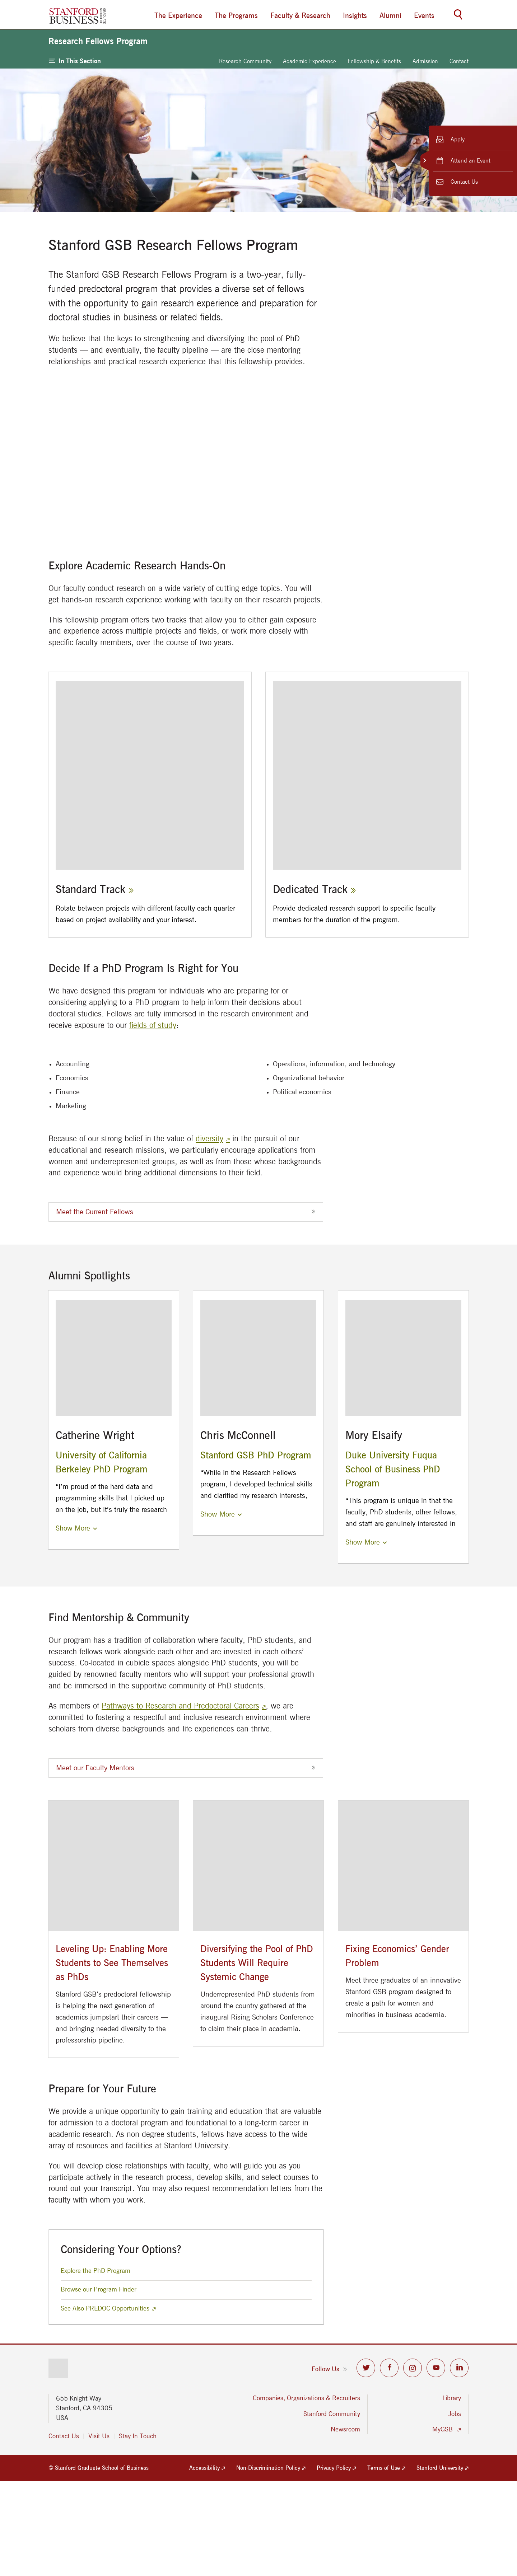 STANFORD
BUSINESS
The Experience
The Programs
Faculty & Research
Insights
Alumni
Events
Research Fellows Program
In This Section
Research Community
Academic Experience
Fellowship & Benefits
Admission
Contact
Apply
Attend an Event
Contact Us
Stanford GSB Research Fellows Program
The Stanford GSB Research Fellows Program is a two-year, fully-
funded predoctoral program that provides a diverse set of fellows
with the opportunity to gain research experience and preparation for
doctoral studies in business or related fields.
We believe that the keys to strengthening and diversifying the pool of PhD
students — and eventually, the faculty pipeline — are the close mentoring
relationships and practical research experience that this fellowship provides.
Explore Academic Research Hands-On
Our faculty conduct research on a wide variety of cutting-edge topics. You will
get hands-on research experience working with faculty on their research projects.
This fellowship program offers two tracks that allow you to either gain exposure
and experience across multiple projects and fields, or work more closely with
specific faculty members, over the course of two years.
Standard Track »
Rotate between projects with different faculty each quarter
based on project availability and your interest.
Dedicated Track »
Provide dedicated research support to specific faculty
members for the duration of the program.
Decide If a PhD Program Is Right for You
We have designed this program for individuals who are preparing for or
considering applying to a PhD program to help inform their decisions about
doctoral studies. Fellows are fully immersed in the research environment and
receive exposure to our fields of study:
• Accounting
• Economics
• Finance
• Marketing
• Operations, information, and technology
• Organizational behavior
• Political economics
Because of our strong belief in the value of diversity in the pursuit of our
educational and research missions, we particularly encourage applications from
women and underrepresented groups, as well as from those whose backgrounds
and experience would bring additional dimensions to their field.
Meet the Current Fellows »
Alumni Spotlights
Catherine Wright
University of California
Berkeley PhD Program
“I’m proud of the hard data and
programming skills that I picked up
on the job, but it’s truly the research
Show More
Chris McConnell
Stanford GSB PhD Program
“While in the Research Fellows
program, I developed technical skills
and clarified my research interests,
Show More
Mory Elsaify
Duke University Fuqua
School of Business PhD
Program
“This program is unique in that the
faculty, PhD students, other fellows,
and staff are genuinely interested in
Show More
Find Mentorship & Community
Our program has a tradition of collaboration where faculty, PhD students, and
research fellows work alongside each other and are invested in each others’
success. Co-located in cubicle spaces alongside PhD students, you will be
guided by renowned faculty mentors who will support your professional growth
and be immersed in the supportive community of PhD students.
As members of Pathways to Research and Predoctoral Careers , we are
committed to fostering a respectful and inclusive research environment where
scholars from diverse backgrounds and life experiences can thrive.
Meet our Faculty Mentors »
Leveling Up: Enabling More
Students to See Themselves
as PhDs
Stanford GSB’s predoctoral fellowship
is helping the next generation of
academics jumpstart their careers —
and bringing needed diversity to the
professorship pipeline.
Diversifying the Pool of PhD
Students Will Require
Systemic Change
Underrepresented PhD students from
around the country gathered at the
inaugural Rising Scholars Conference
to claim their place in academia.
Fixing Economics’ Gender
Problem
Meet three graduates of an innovative
Stanford GSB program designed to
create a path for women and
minorities in business academia.
Prepare for Your Future
We provide a unique opportunity to gain training and education that are valuable
for admission to a doctoral program and foundational to a long-term career in
academic research. As non-degree students, fellows have access to the wide
array of resources and facilities at Stanford University.
You will develop close relationships with faculty, who will guide you as you
participate actively in the research process, develop skills, and select courses to
round out your transcript. You may also request recommendation letters from the
faculty with whom you work.
Considering Your Options?
Explore the PhD Program
Browse our Program Finder
See Also PREDOC Opportunities
Follow Us »
655 Knight Way
Stanford, CA 94305
USA
Contact Us
Visit Us
Stay In Touch
Companies, Organizations & Recruiters
Stanford Community
Newsroom
Library
Jobs
MyGSB
© Stanford Graduate School of Business
Accessibility
Non-Discrimination Policy
Privacy Policy
Terms of Use
Stanford University